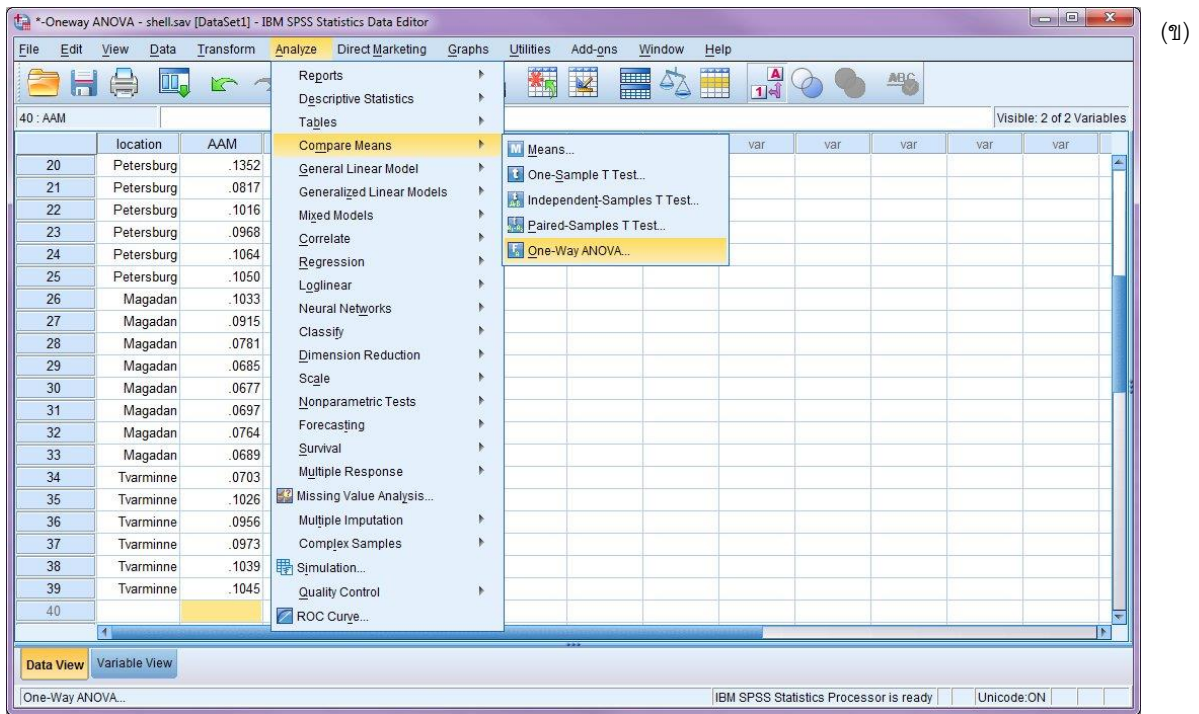 *-Oneway ANOVA - shell.sav [DataSet1] - IBM SPSS Statistics Data Editor
(ข)
File Edit View Data Transform Analyze Direct Marketing Graphs Utilities Add-ons Window Help
40 : AAM
Visible: 2 of 2 Variables
location AAM var var var var var
20 Petersburg .1352
21 Petersburg .0817
22 Petersburg .1016
23 Petersburg .0968
24 Petersburg .1064
25 Petersburg .1050
26 Magadan .1033
27 Magadan .0915
28 Magadan .0781
29 Magadan .0685
30 Magadan .0677
31 Magadan .0697
32 Magadan .0764
33 Magadan .0689
34 Tvarminne .0703
35 Tvarminne .1026
36 Tvarminne .0956
37 Tvarminne .0973
38 Tvarminne .1039
39 Tvarminne .1045
40
Reports
Descriptive Statistics
Tables
Compare Means
General Linear Model
Generalized Linear Models
Mixed Models
Correlate
Regression
Loglinear
Neural Networks
Classify
Dimension Reduction
Scale
Nonparametric Tests
Forecasting
Survival
Multiple Response
Missing Value Analysis...
Multiple Imputation
Complex Samples
Simulation...
Quality Control
ROC Curve...
Means...
One-Sample T Test...
Independent-Samples T Test...
Paired-Samples T Test...
One-Way ANOVA...
Data View Variable View
One-Way ANOVA...
IBM SPSS Statistics Processor is ready
Unicode:ON